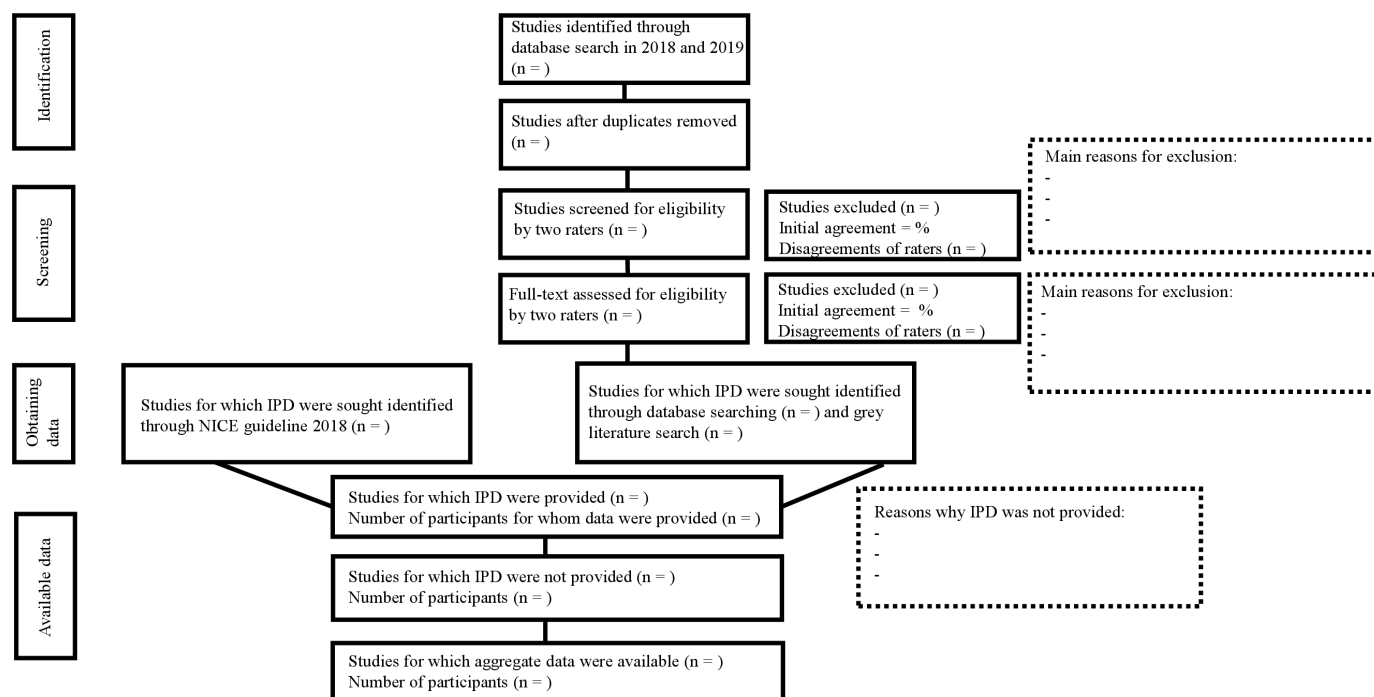 Identification
Studies identified through
database search in 2018 and 2019
(n = )
Studies after duplicates removed
(n = )
Screening
Studies screened for eligibility
by two raters (n = )
Studies excluded (n = )
Initial agreement = %
Disagreements of raters (n = )
Main reasons for exclusion:
-
-
-
Full-text assessed for eligibility
by two raters (n = )
Studies excluded (n = )
Initial agreement = %
Disagreements of raters (n = )
Main reasons for exclusion:
-
-
-
Obtaining
data
Studies for which IPD were sought identified
through NICE guideline 2018 (n = )
Studies for which IPD were sought identified
through database searching (n = ) and grey
literature search (n = )
Available data
Studies for which IPD were provided (n = )
Number of participants for whom data were provided (n = )
Reasons why IPD was not provided:
-
-
-
Studies for which IPD were not provided (n = )
Number of participants (n = )
Studies for which aggregate data were available (n = )
Number of participants (n = )